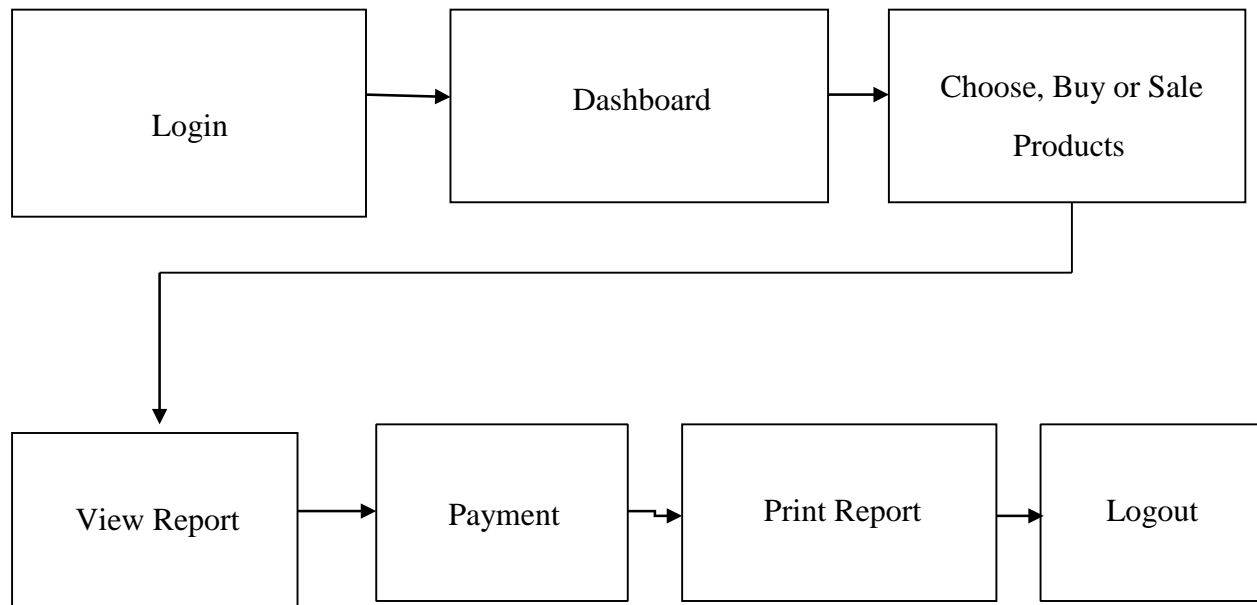 Login
Dashboard
Choose, Buy or Sale
Products
View Report
Payment
Print Report
Logout